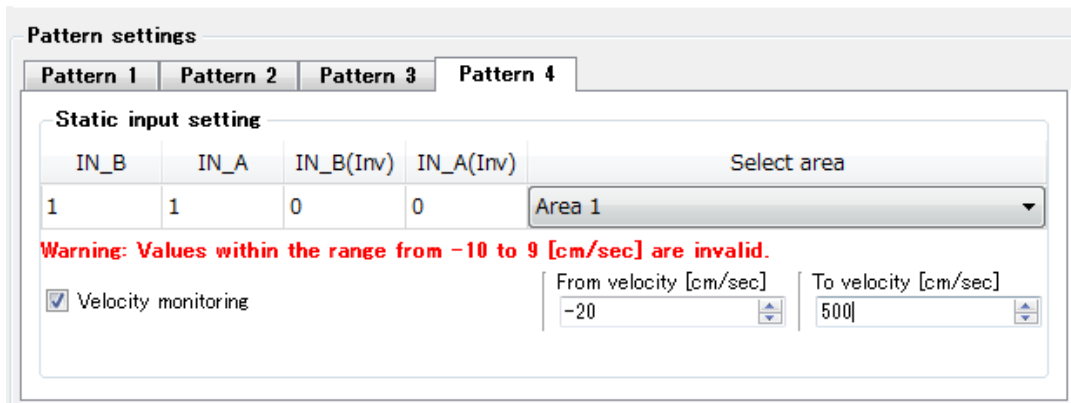 Pattern settings
Pattern 1 Pattern 2 Pattern 3 Pattern 4
Static input setting
IN_B IN_A IN_B(Inv) IN_A(Inv) Select area
1 1 0 0 Area 1
Warning: Values within the range from -10 to 9 [cm/sec] are invalid.
From velocity [cm/sec] To velocity [cm/sec]
Velocity monitoring -20 500